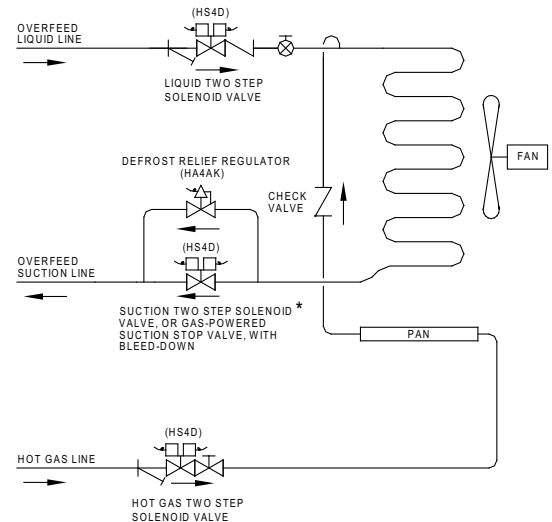 (HS4D)
OVERFEED
LIQUID LINE
LIQUID TWO STEP
SOLENOID VALVE
FAN
DEFROST RELIEF REGULATOR
(HA4AK)
CHECK
VALVE
(HS4D)
OVERFEED
SUCTION LINE
SUCTION TWO STEP SOLENOID *
VALVE, OR GAS-POWERED
SUCTION STOP VALVE, WITH
BLEED-DOWN
PAN
(HS4D)
HOT GAS LINE
HOT GAS TWO STEP
SOLENOID VALVE